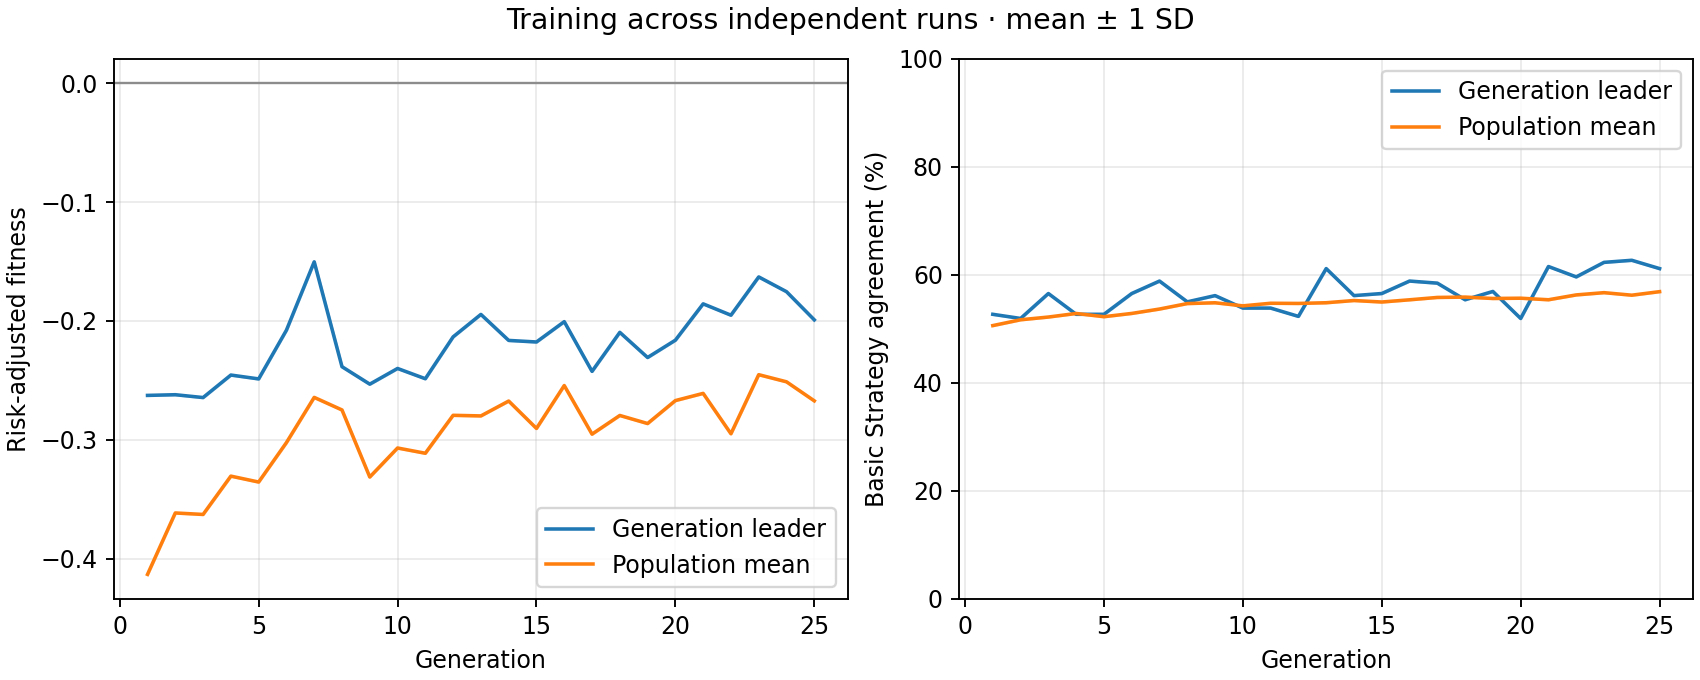 Training across independent runs · mean ± 1 SD
Risk-adjusted fitness
0.0
−0.1
−0.2
−0.3
−0.4
Generation leader
Population mean
0 5 10 15 20 25
Generation
Basic Strategy agreement (%)
100
80
60
40
20
0
Generation leader
Population mean
0 5 10 15 20 25
Generation